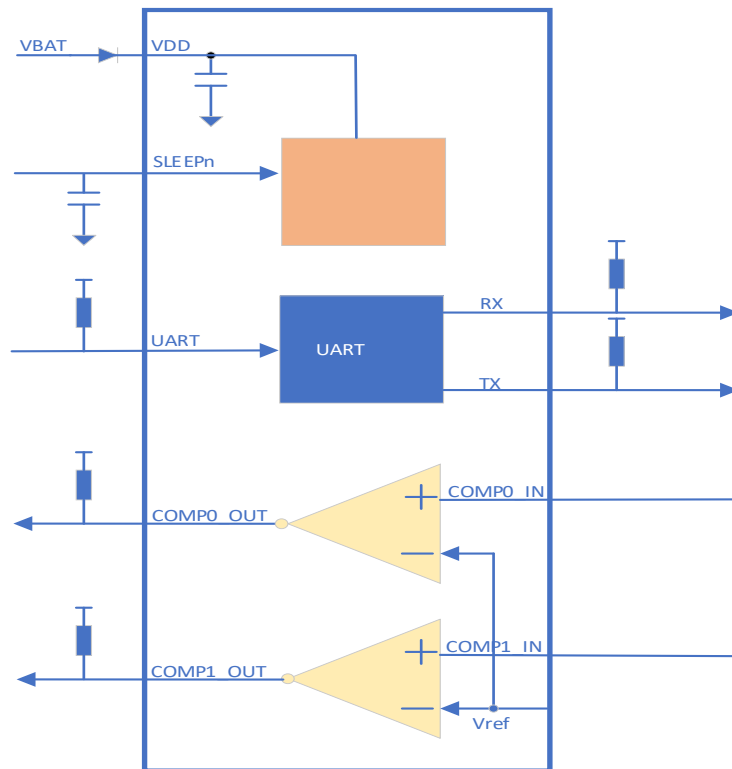 VBAT
VDD
SLEEPn
RX
UART
UART
TX
COMP0_IN
COMP0_OUT
COMP1_IN
COMP1_OUT
Vref